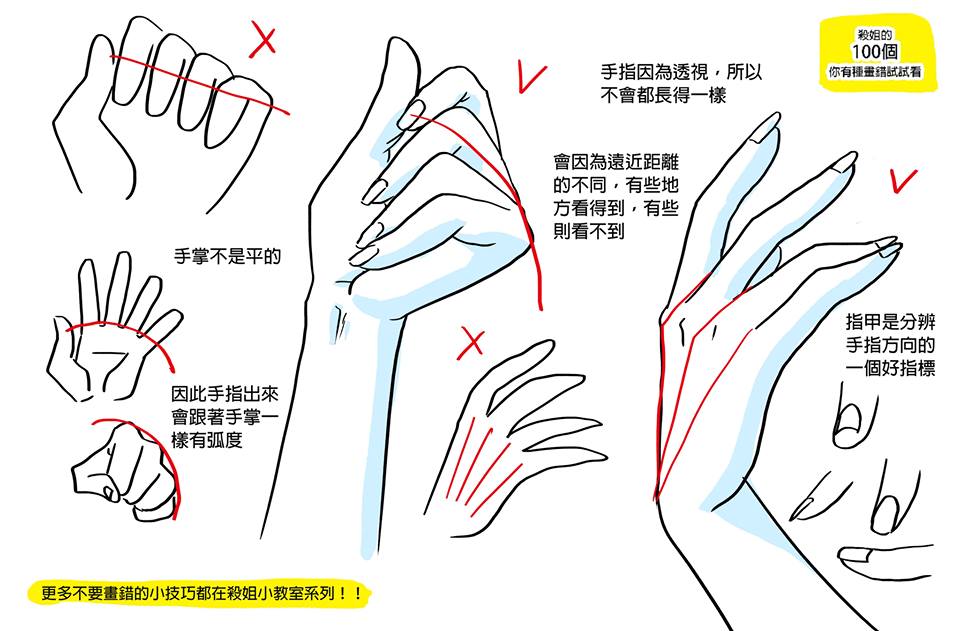 殺姐的
100個
你有種畫錯試試看
手指因為透視，所以
不會都長得一樣
會因為遠近距離
的不同，有些地
方看得到，有些
則看不到
手掌不是平的
因此手指出來
會跟著手掌一
樣有弧度
指甲是分辨
手指方向的
一個好指標
更多不要畫錯的小技巧都在殺姐小教室系列！！